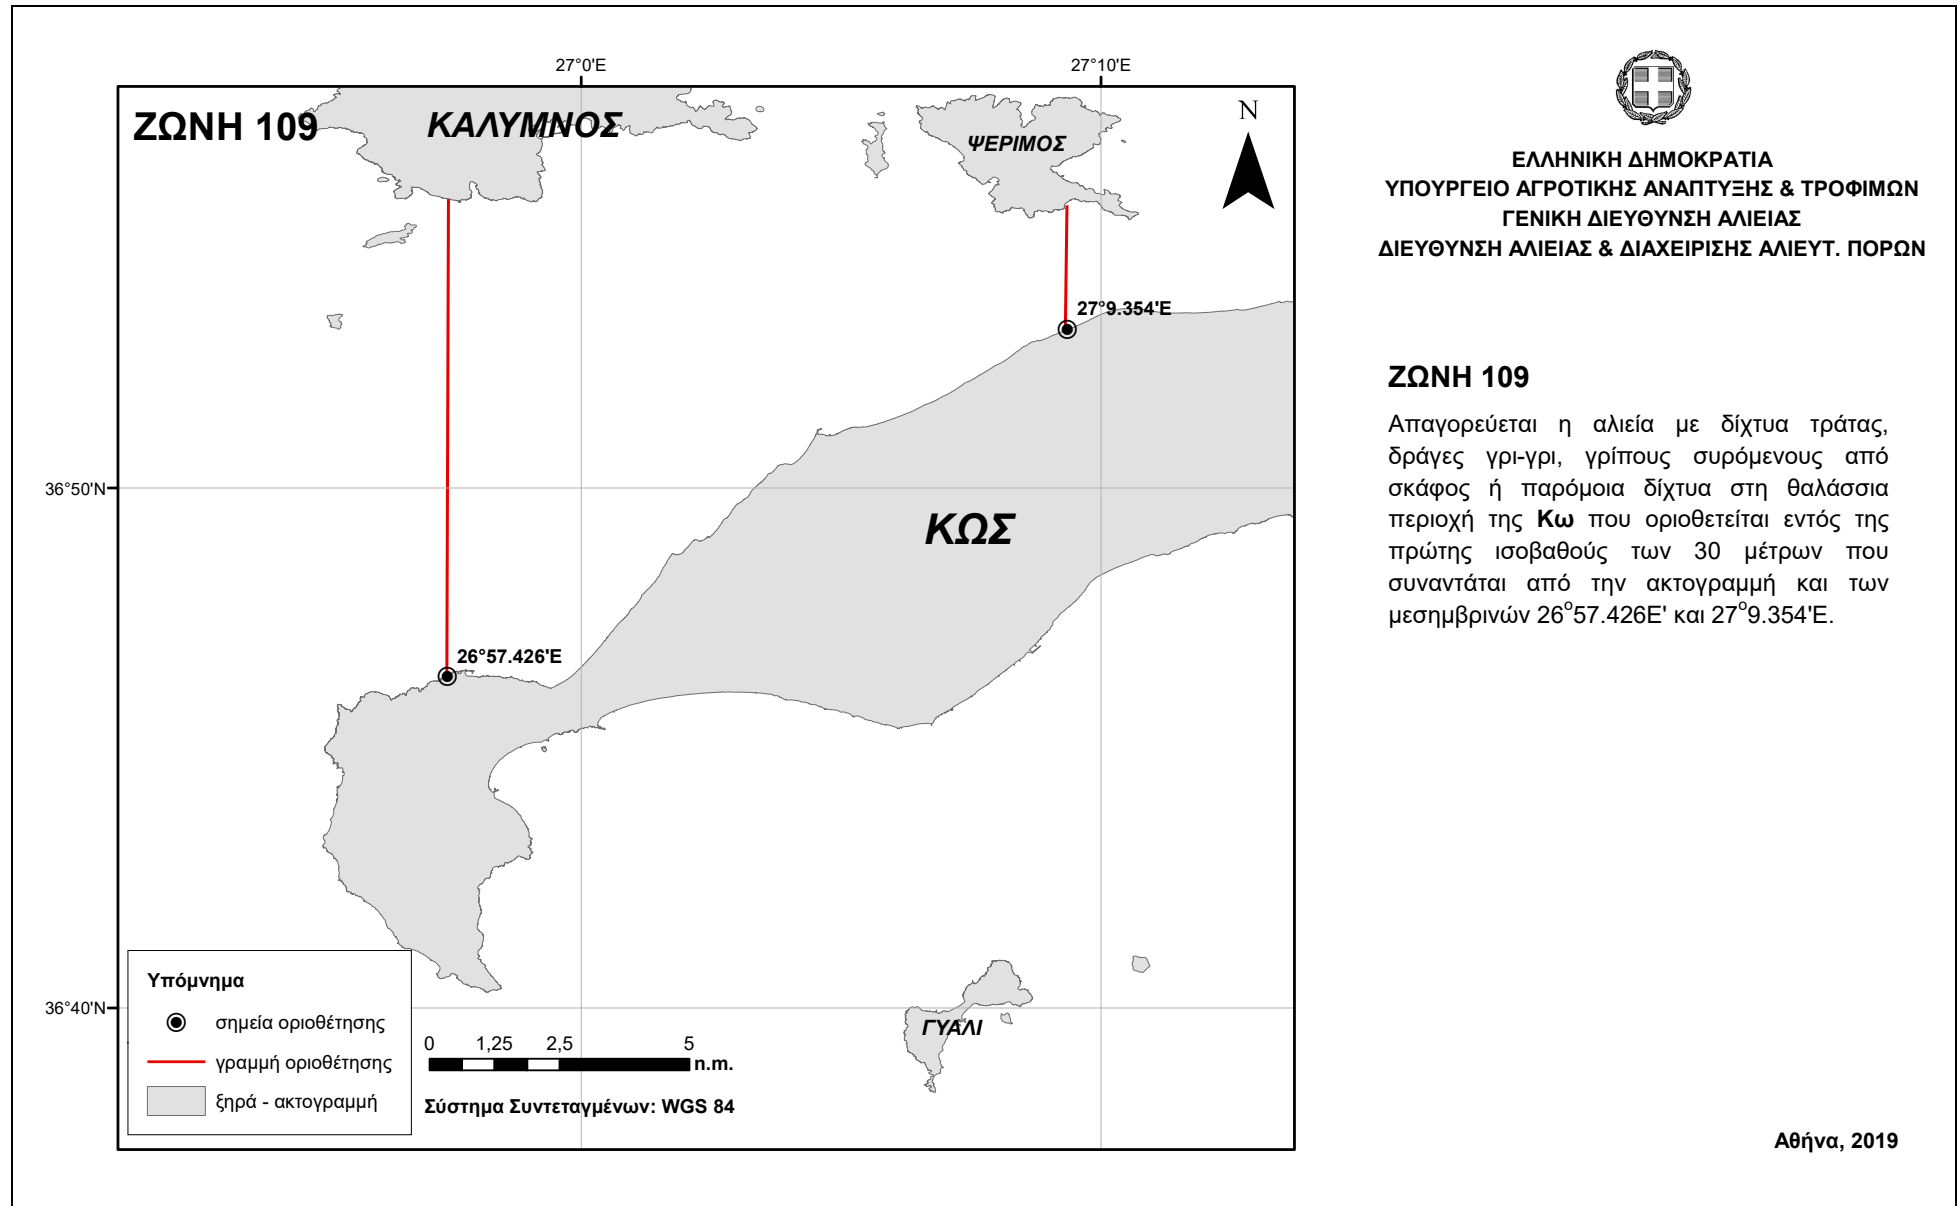 27°0'E
27°10'E
ΖΩΝΗ 109
ΚΑΛΥΜΝΟΣ
ΨΕΡΙΜΟΣ
N
27°9.354'E
36°50'N
ΚΩΣ
26°57.426'E
36°40'N
ΓΥΑΛΙ
Υπόμνημα
σημεία οριοθέτησης
γραμμή οριοθέτησης
ξηρά - ακτογραμμή
0 1,25 2,5 5
n.m.
Σύστημα Συντεταγμένων: WGS 84
ΕΛΛΗΝΙΚΗ ΔΗΜΟΚΡΑΤΙΑ
ΥΠΟΥΡΓΕΙΟ ΑΓΡΟΤΙΚΗΣ ΑΝΑΠΤΥΞΗΣ & ΤΡΟΦΙΜΩΝ
ΓΕΝΙΚΗ ΔΙΕΥΘΥΝΣΗ ΑΛΙΕΙΑΣ
ΔΙΕΥΘΥΝΣΗ ΑΛΙΕΙΑΣ & ΔΙΑΧΕΙΡΙΣΗΣ ΑΛΙΕΥΤ. ΠΟΡΩΝ
ΖΩΝΗ 109
Απαγορεύεται η αλιεία με δίχτυα τράτας,
δράγες γρι-γρι, γρίπους συρόμενους από
σκάφος ή παρόμοια δίχτυα στη θαλάσσια
περιοχή της Κω που οριοθετείται εντός της
πρώτης ισοβαθούς των 30 μέτρων που
συναντάται από την ακτογραμμή και των
μεσημβρινών 26°57.426E' και 27°9.354'E.
Αθήνα, 2019